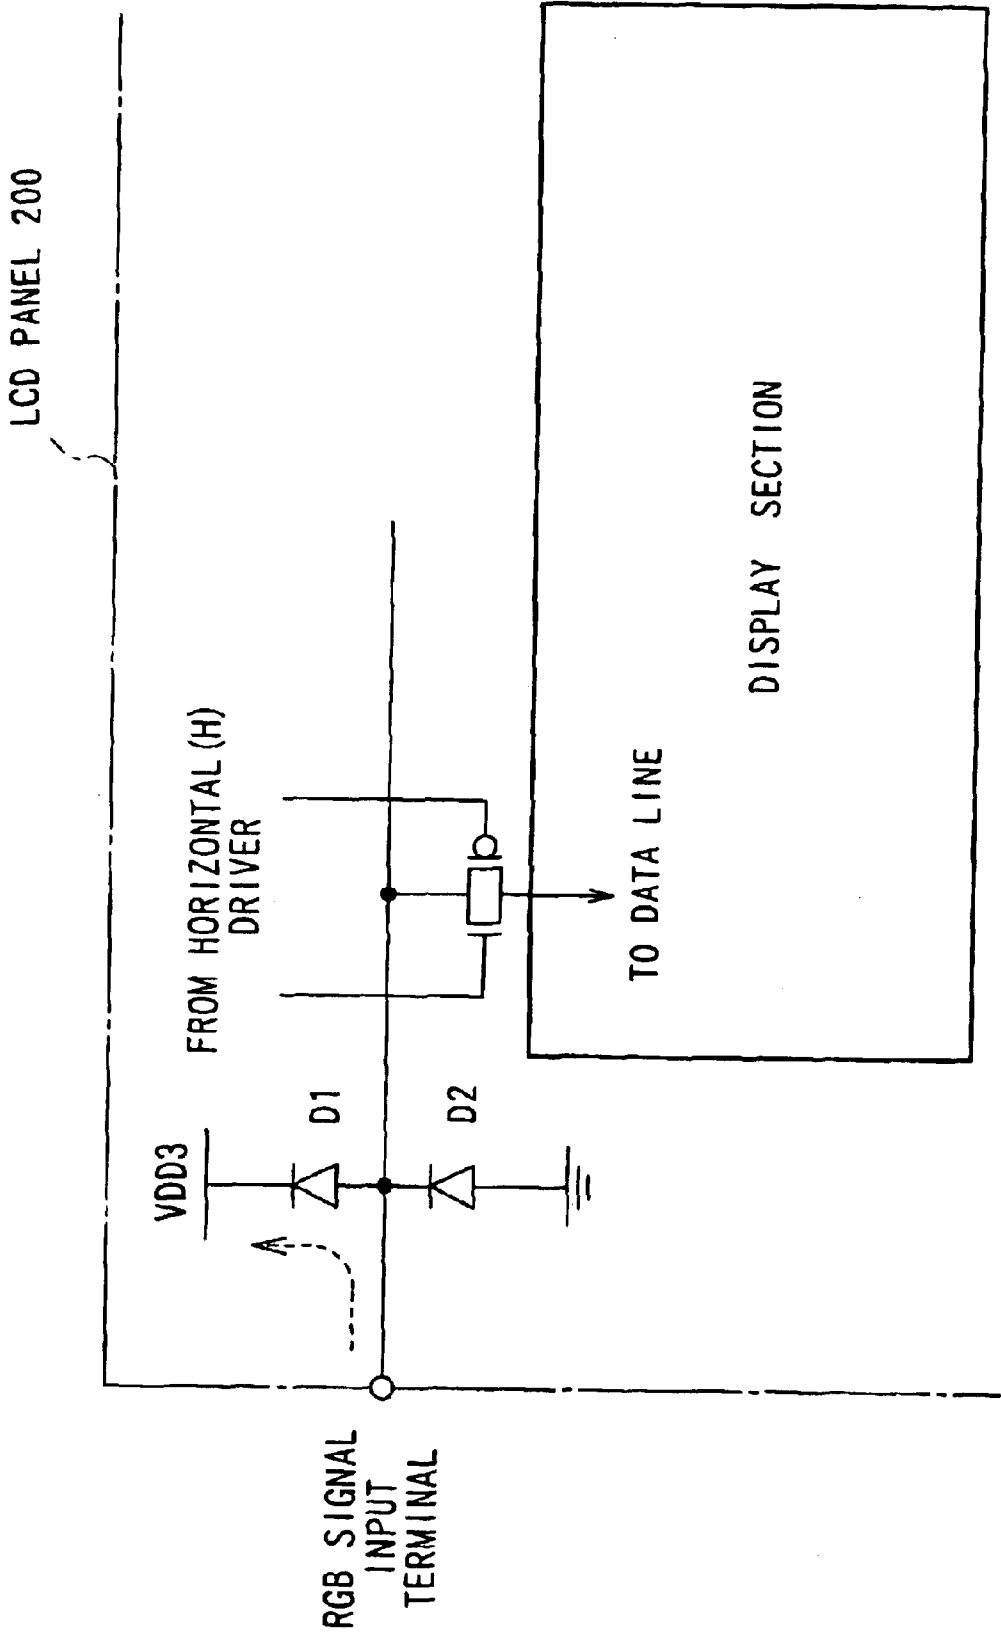 LCD PANEL 200
FROM HORIZONTAL(H)
DRIVER
VDD3
D1
D2
RGB SIGNAL
INPUT
TERMINAL
TO DATA LINE
DISPLAY SECTION